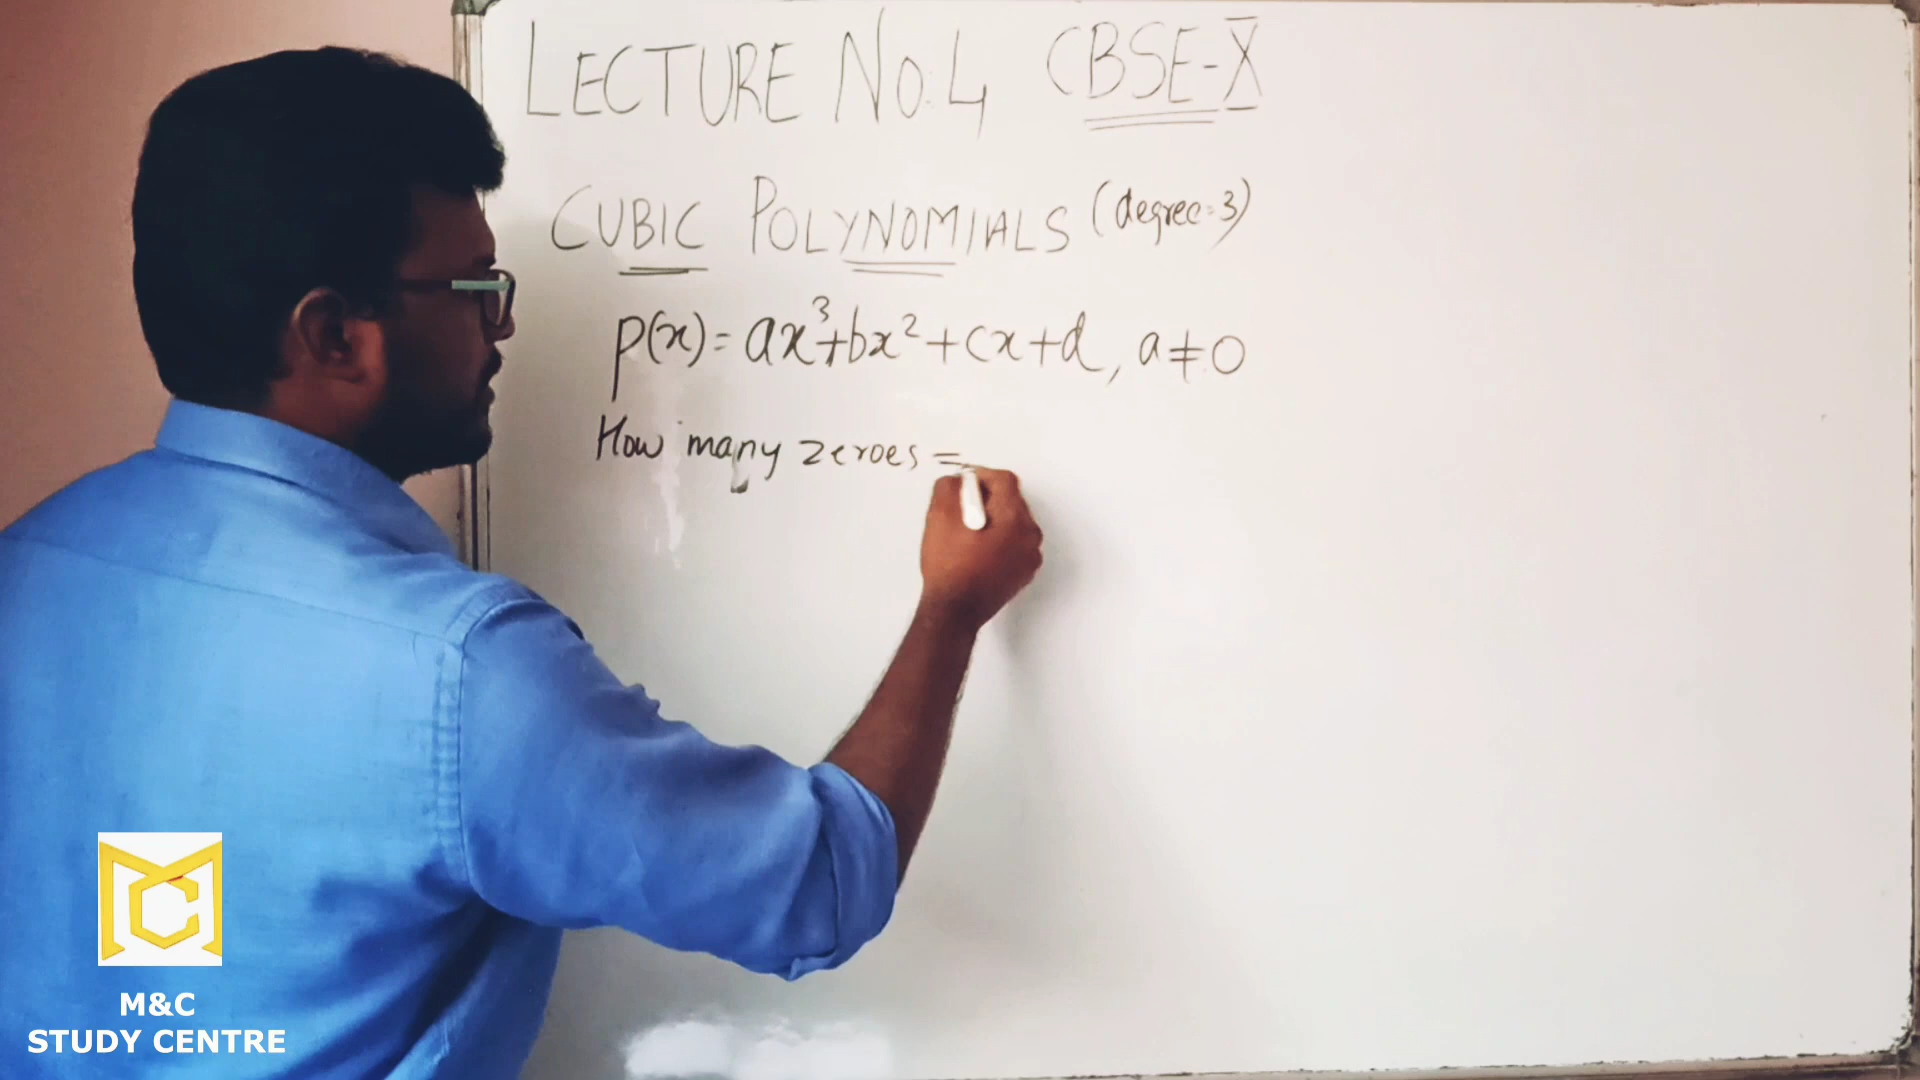 LECTURE No:4 CBSE-X
CUBIC POLYNOMIALS (degree=3)
p(x)= ax³+bx²+cx+d, a≠0
How many zeroes =
M&C
STUDY CENTRE